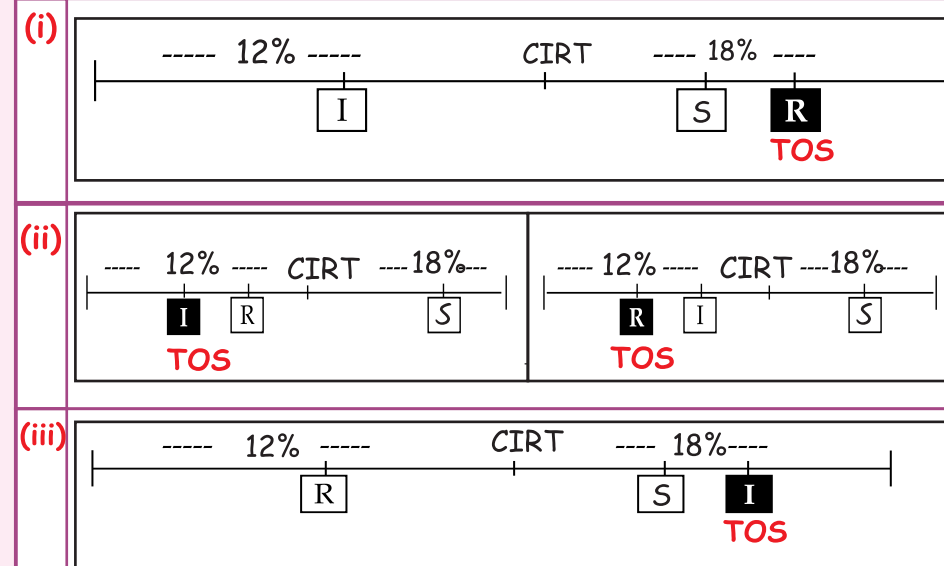 (i)
----- 12% ----- CIRT ---- 18% ----
I S R
TOS
(ii)
----- 12% ----- CIRT ---- 18% ----
I R S
TOS
----- 12% ----- CIRT ---- 18% ----
R I S
TOS
(iii)
----- 12% ----- CIRT ---- 18% ----
R S I
TOS